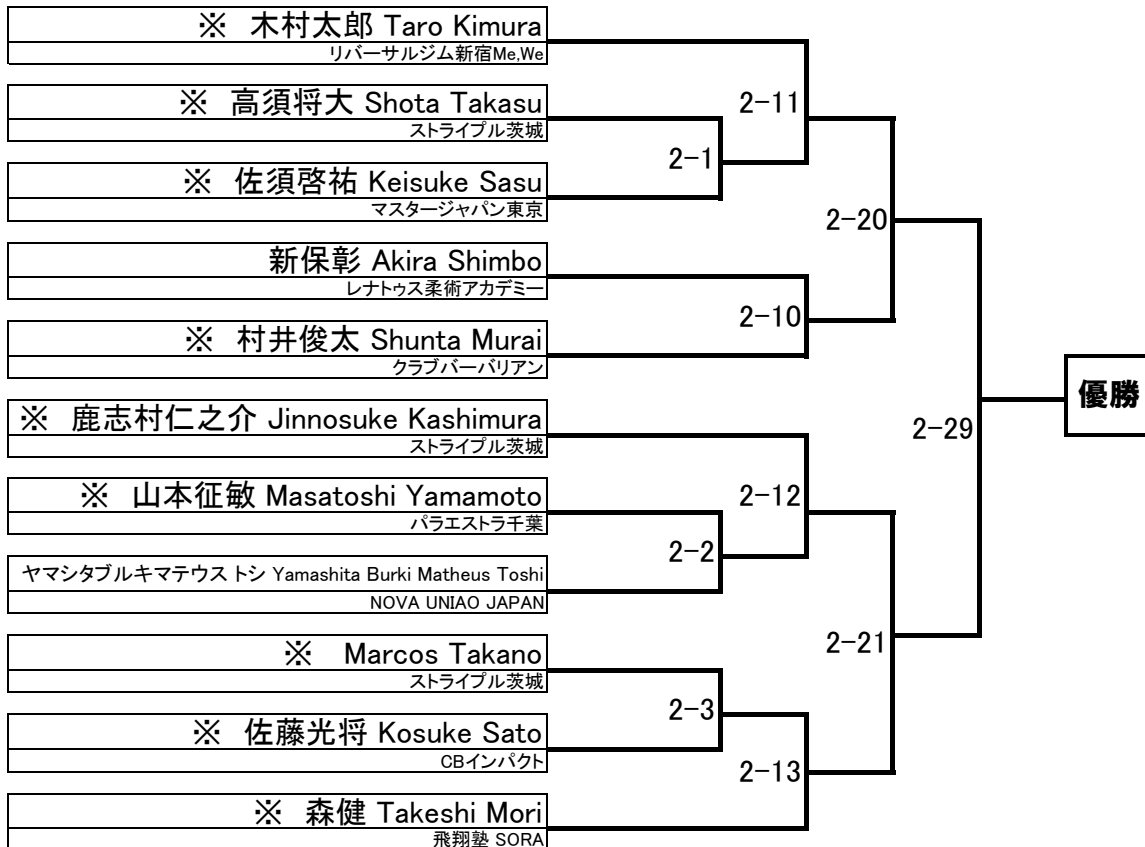 ※ 木村太郎 Taro Kimura
リバーサルジム新宿Me,We
※ 高須将大 Shota Takasu
ストライプル茨城
※ 佐須啓祐 Keisuke Sasu
マスタージャパン東京
新保彰 Akira Shimbo
レナトゥス柔術アカデミー
※ 村井俊太 Shunta Murai
クラブバーバリアン
※ 鹿志村仁之介 Jinnosuke Kashimura
ストライプル茨城
※ 山本征敏 Masatoshi Yamamoto
パラエストラ千葉
ヤマシタブルキマテウス トシ Yamashita Burki Matheus Toshi
NOVA UNIAO JAPAN
※ Marcos Takano
ストライプル茨城
※ 佐藤光将 Kosuke Sato
CBインパクト
※ 森健 Takeshi Mori
飛翔塾 SORA
2-1
2-2
2-3
2-11
2-10
2-12
2-13
2-20
2-21
2-29
優勝